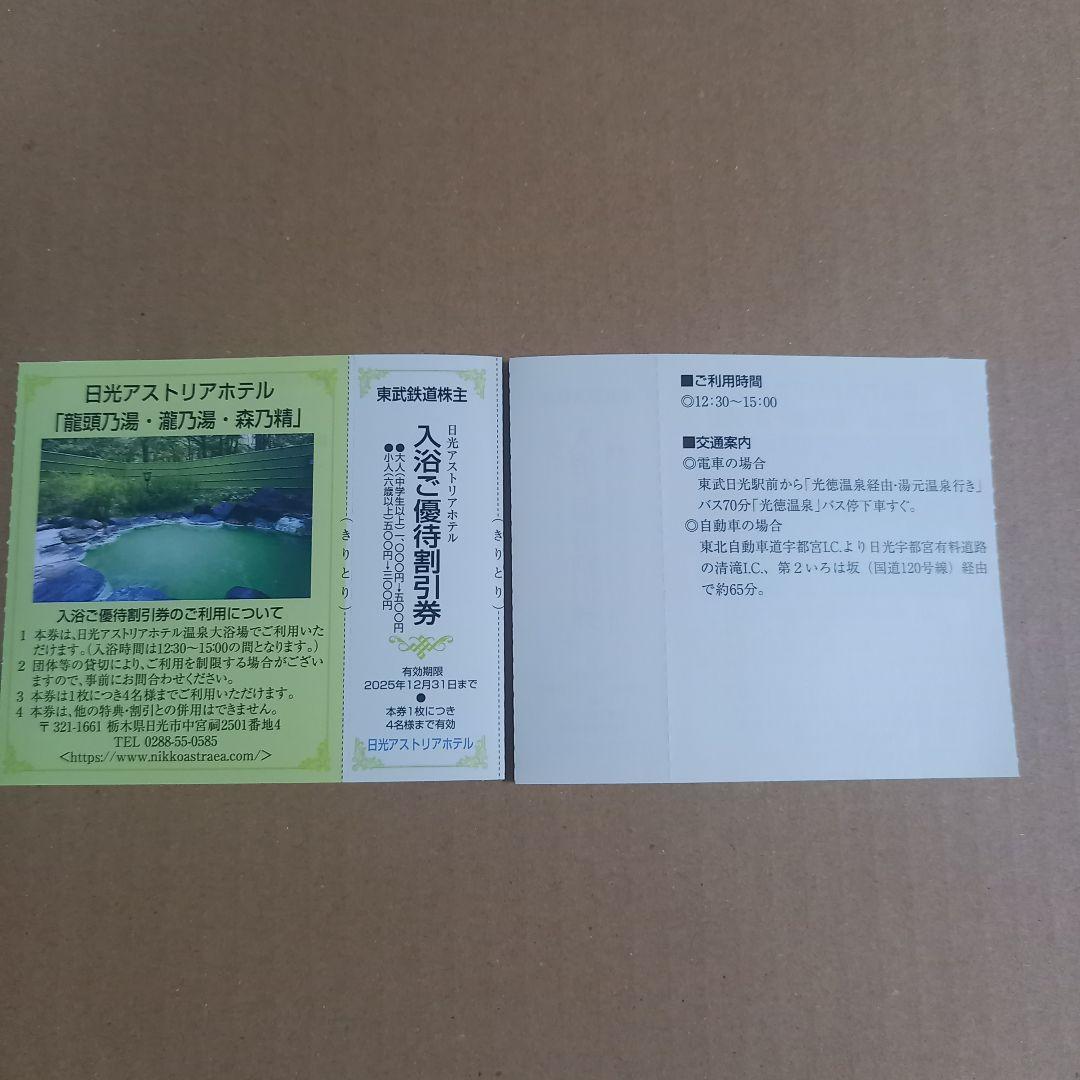 日光アストリアホテル
「龍頭乃湯・瀧乃湯・森乃精」
入浴ご優待割引券のご利用について
1 本券は、日光アストリアホテル温泉大浴場でご利用いた
だけます。(入浴時間は12:30〜15:00の間となります。)
2 団体等の貸切により、ご利用を制限する場合がござい
ますので、事前にお問合わせください。
3 本券は1枚につき4名様までご利用いただけます。
4 本券は、他の特典・割引との併用はできません。
〒321-1661 栃木県日光市中宮祠2501番地4
TEL 0288-55-0585
<https://www.nikkoastraea.com/>
(きりとり)
東武鉄道株主
日光アストリアホテル
入浴ご優待割引券
●大人(中学生以上)一、〇〇〇円→五〇〇円
●小人(六歳以上)五〇〇円→三〇〇円
有効期限
2025年12月31日まで
●
本券1枚につき
4名様まで有効
日光アストリアホテル
(きりとり)
■ご利用時間
◎12:30〜15:00
■交通案内
◎電車の場合
東武日光駅前から「光徳温泉経由・湯元温泉行き」
バス70分「光徳温泉」バス停下車すぐ。
◎自動車の場合
東北自動車道宇都宮I.C.より日光宇都宮有料道路
の清滝I.C.、第2いろは坂(国道120号線)経由
で約65分。